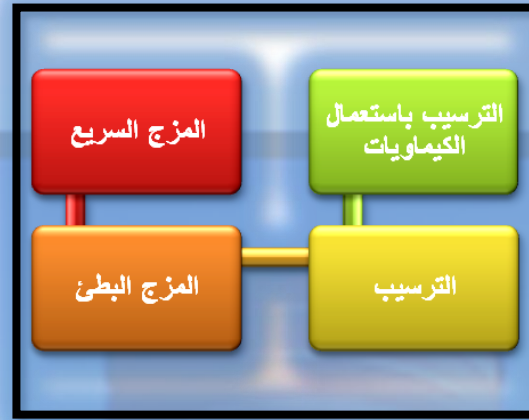 الترسيب باستعمال
الكيماويات
المزج السريع
الترسيب
المزج البطئ